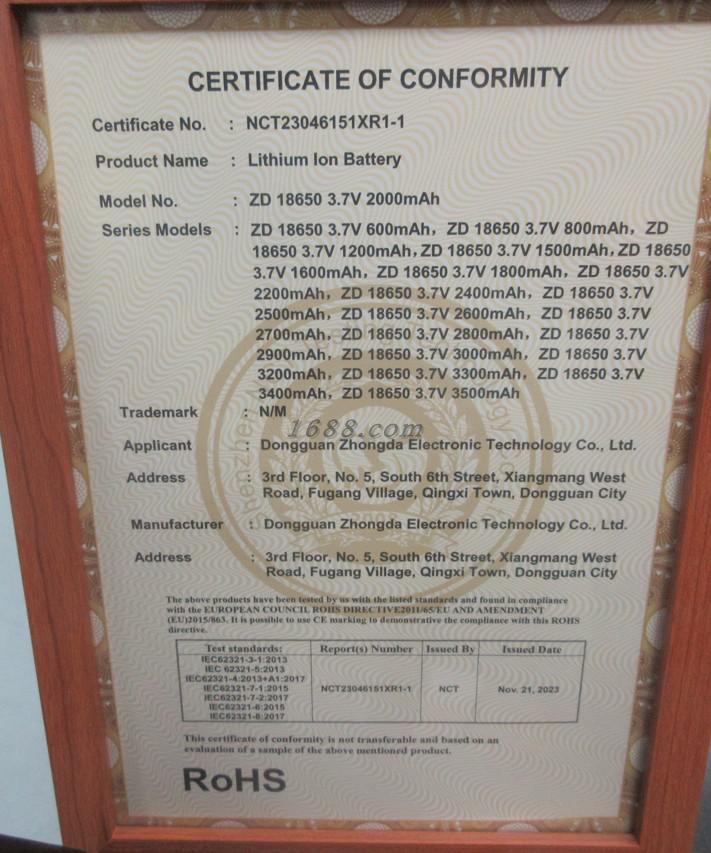 CERTIFICATE OF CONFORMITY
Certificate No. : NCT23046151XR1-1
Product Name : Lithium Ion Battery
Model No. : ZD 18650 3.7V 2000mAh
Series Models : ZD 18650 3.7V 600mAh, ZD 18650 3.7V 800mAh, ZD
18650 3.7V 1200mAh, ZD 18650 3.7V 1500mAh, ZD 18650
3.7V 1600mAh, ZD 18650 3.7V 1800mAh, ZD 18650 3.7V
2200mAh, ZD 18650 3.7V 2400mAh, ZD 18650 3.7V
2500mAh, ZD 18650 3.7V 2600mAh, ZD 18650 3.7V
2700mAh, ZD 18650 3.7V 2800mAh, ZD 18650 3.7V
2900mAh, ZD 18650 3.7V 3000mAh, ZD 18650 3.7V
3200mAh, ZD 18650 3.7V 3300mAh, ZD 18650 3.7V
3400mAh, ZD 18650 3.7V 3500mAh
Trademark : N/M
1688.com
Applicant : Dongguan Zhongda Electronic Technology Co., Ltd.
Address : 3rd Floor, No. 5, South 6th Street, Xiangmang West
Road, Fugang Village, Qingxi Town, Dongguan City
Manufacturer : Dongguan Zhongda Electronic Technology Co., Ltd.
Address : 3rd Floor, No. 5, South 6th Street, Xiangmang West
Road, Fugang Village, Qingxi Town, Dongguan City
The above products have been tested by us with the listed standards and found in compliance
with the EUROPEAN COUNCIL ROHS DIRECTIVE2011/65/EU AND AMENDMENT
(EU)2015/863. It is possible to use CE marking to demonstrative the compliance with this ROHS
directive.
Test standards: Report(s) Number Issued By Issued Date
IEC62321-3-1:2013
IEC 62321-5:2013
IEC62321-4:2013+A1:2017
IEC62321-7-1:2015 NCT23046151XR1-1 NCT Nov. 21, 2023
IEC62321-7-2:2017
IEC62321-6:2015
IEC62321-8:2017
This certificate of conformity is not transferable and based on an
evaluation of a sample of the above mentioned product.
RoHS